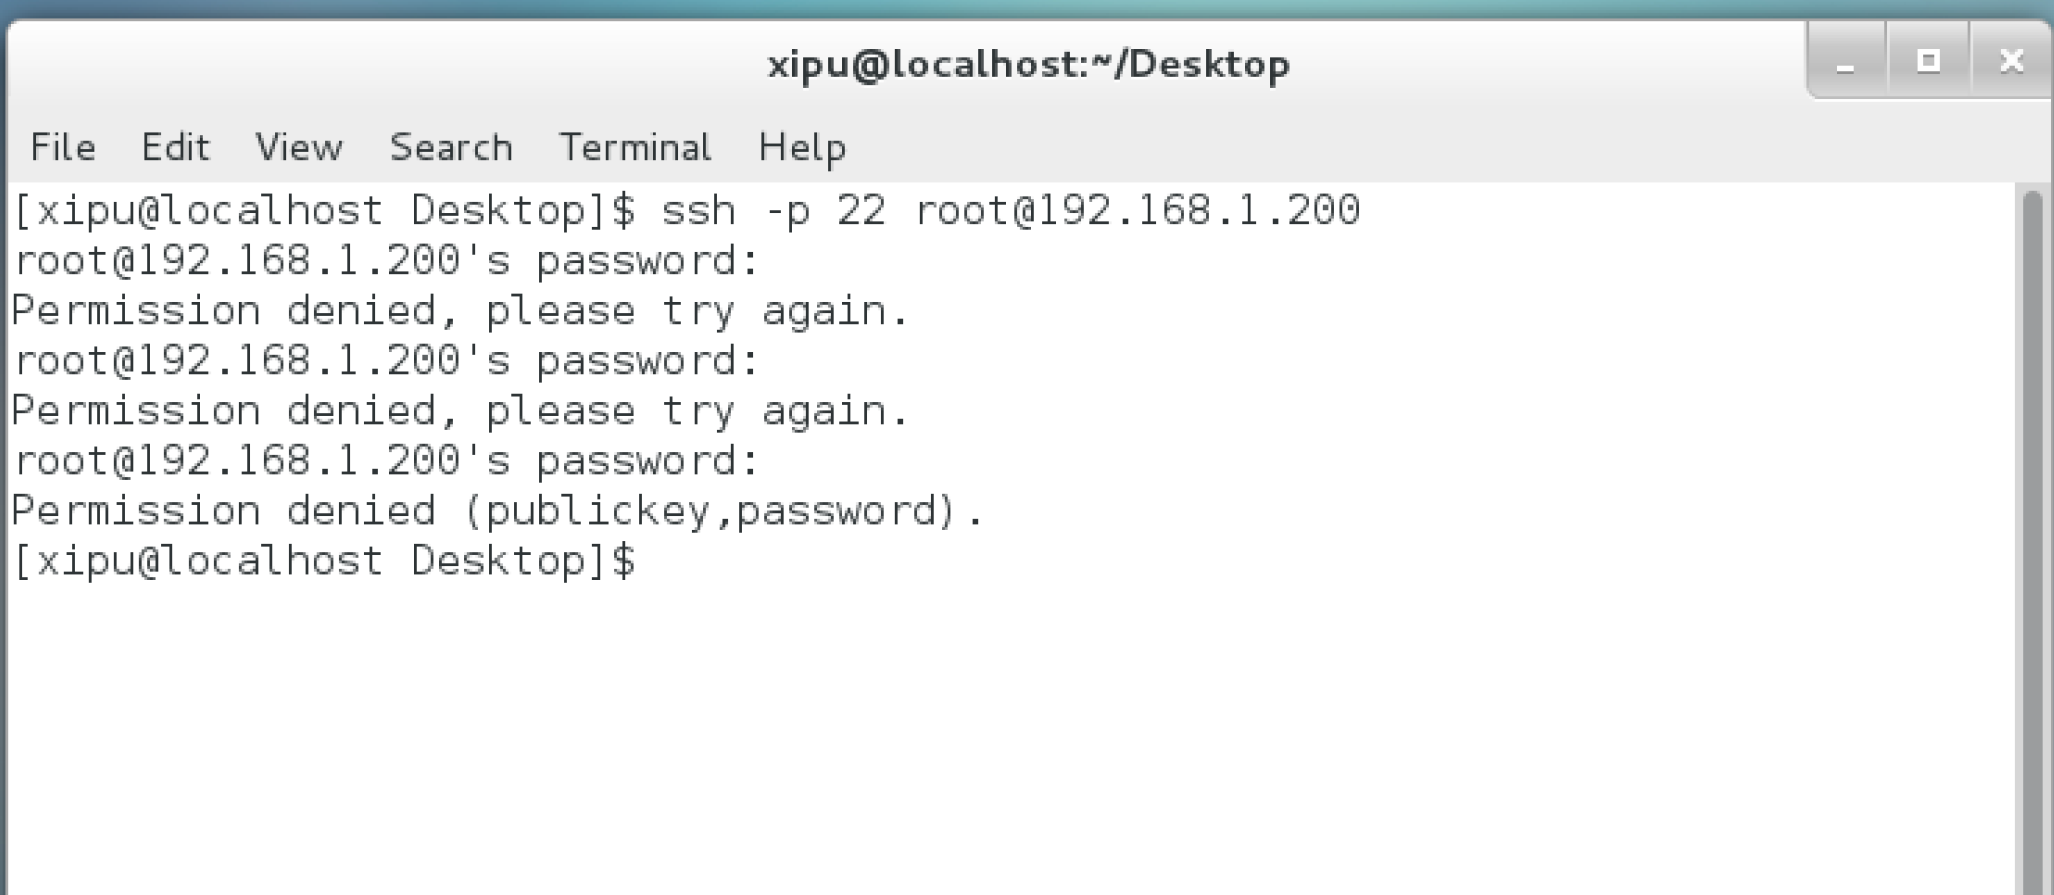 xipu@localhost:~/Desktop
File Edit View Search Terminal Help
[xipu@localhost Desktop]$ ssh -p 22 root@192.168.1.200
root@192.168.1.200's password:
Permission denied, please try again.
root@192.168.1.200's password:
Permission denied, please try again.
root@192.168.1.200's password:
Permission denied (publickey,password).
[xipu@localhost Desktop]$